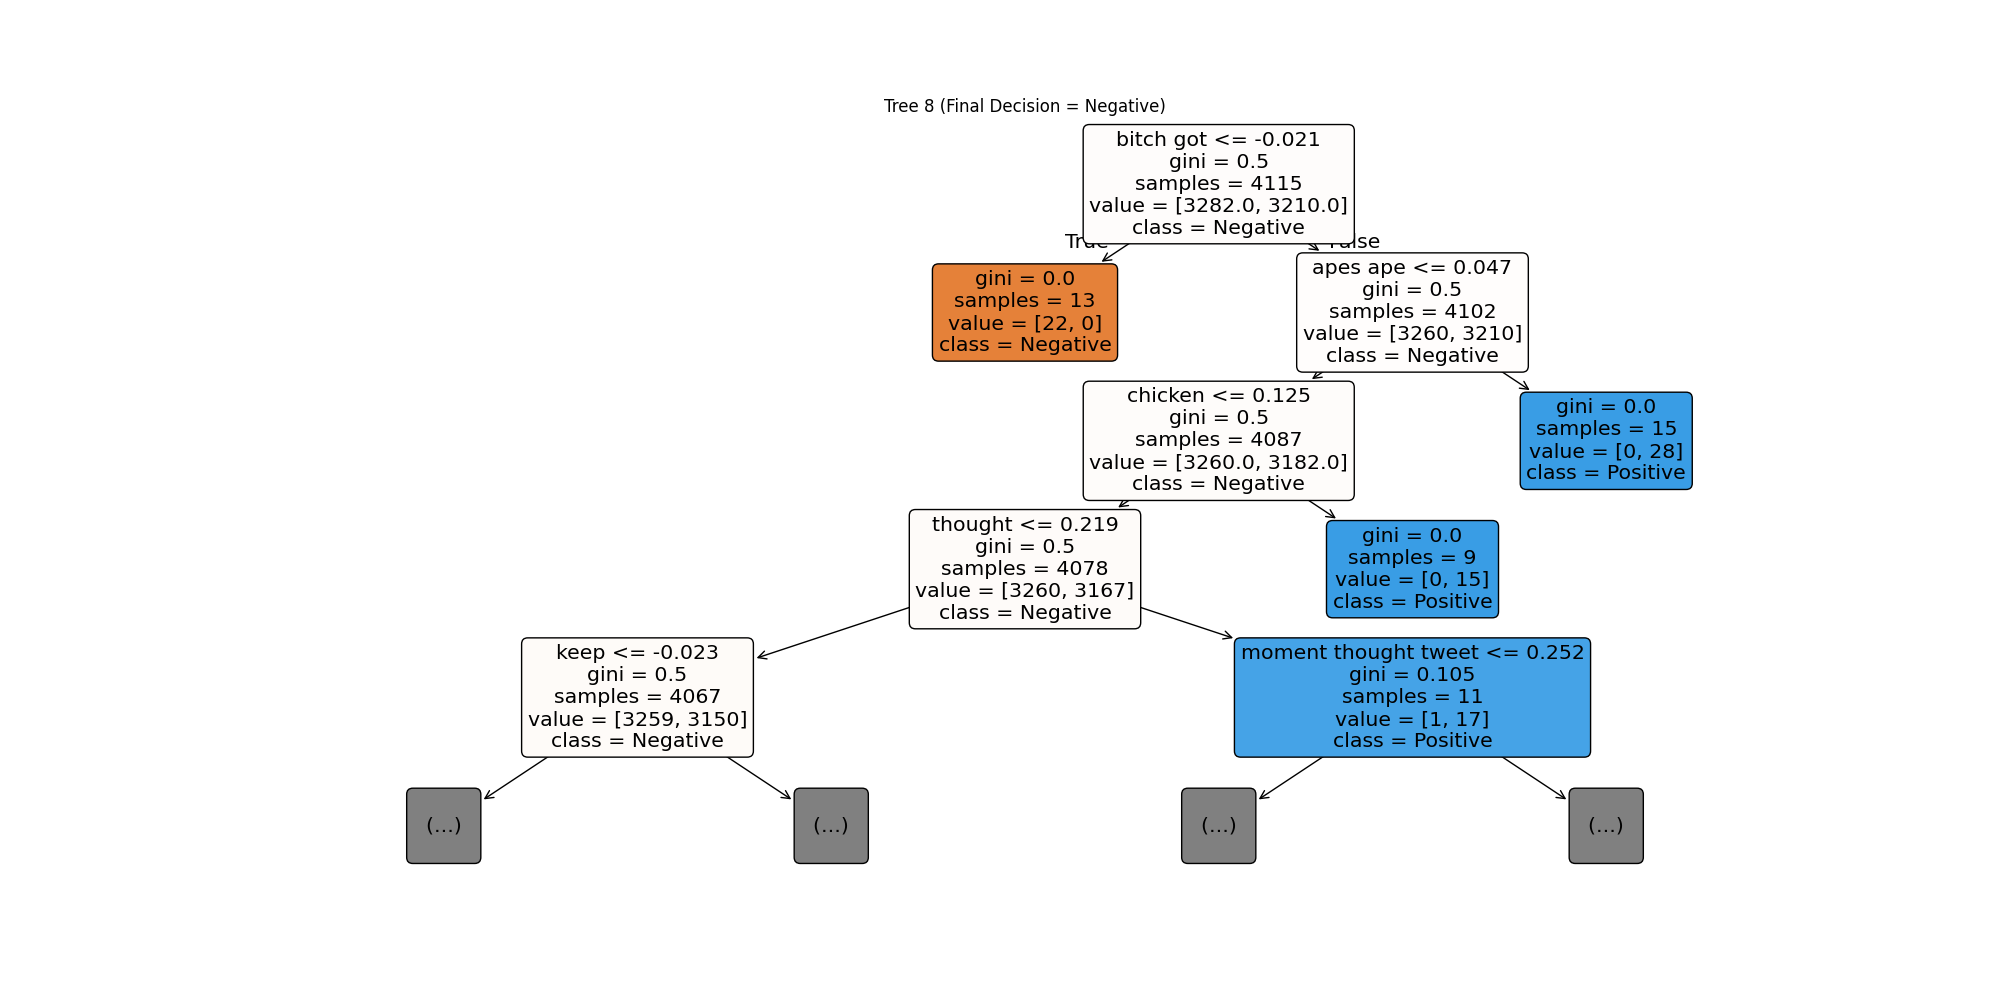 Tree 8 (Final Decision = Negative)
bitch got <= -0.021
gini = 0.5
samples = 4115
value = [3282.0, 3210.0]
class = Negative
True
False
gini = 0.0
samples = 13
value = [22, 0]
class = Negative
apes ape <= 0.047
gini = 0.5
samples = 4102
value = [3260, 3210]
class = Negative
chicken <= 0.125
gini = 0.5
samples = 4087
value = [3260.0, 3182.0]
class = Negative
gini = 0.0
samples = 15
value = [0, 28]
class = Positive
thought <= 0.219
gini = 0.5
samples = 4078
value = [3260, 3167]
class = Negative
gini = 0.0
samples = 9
value = [0, 15]
class = Positive
keep <= -0.023
gini = 0.5
samples = 4067
value = [3259, 3150]
class = Negative
moment thought tweet <= 0.252
gini = 0.105
samples = 11
value = [1, 17]
class = Positive
(...)
(...)
(...)
(...)